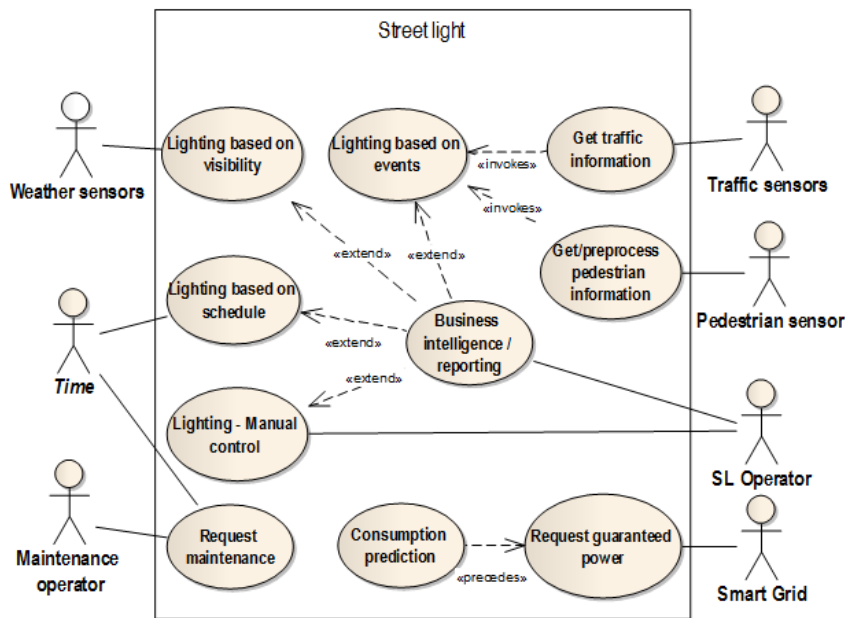 Street light
Weather sensors
Lighting based on
visibility
Lighting based on
events
«invokes»
Get traffic
information
Traffic sensors
«invokes»
«extend»
«extend»
Get/preprocess
pedestrian
information
Pedestrian sensor
Time
Lighting based on
schedule
«extend»
Business
intelligence /
reporting
«extend»
Lighting - Manual
control
SL Operator
Maintenance
operator
Request
maintenance
Consumption
prediction
«precedes»
Request guaranteed
power
Smart Grid